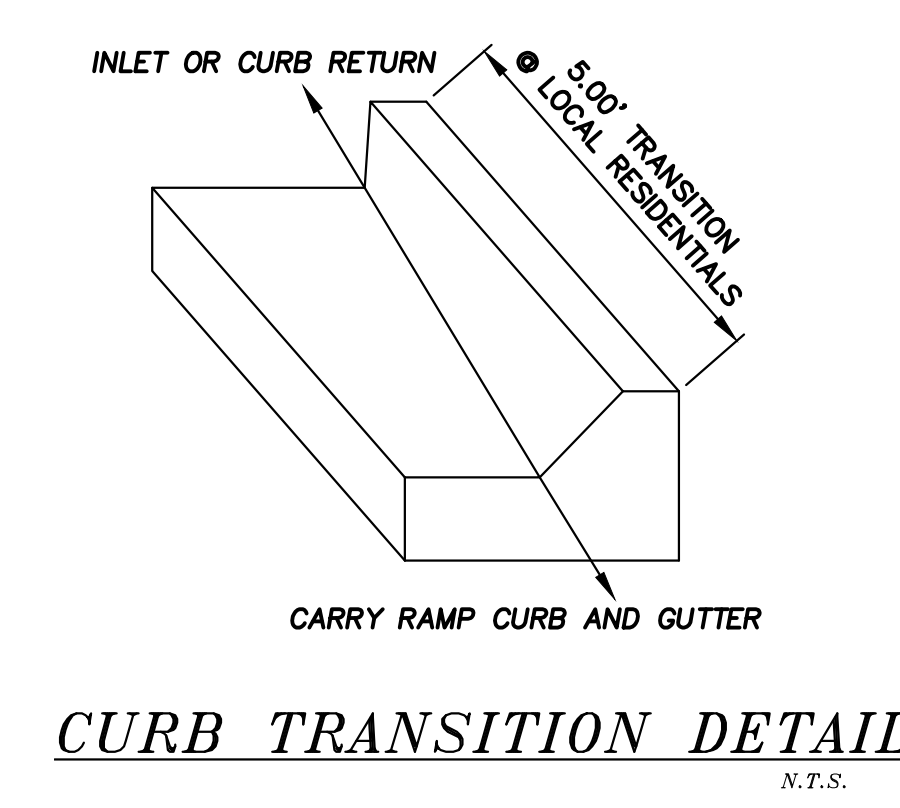 INLET OR CURB RETURN
5.00' TRANSITION
@ LOCAL RESIDENTIALS
CARRY RAMP CURB AND GUTTER
CURB TRANSITION DETAIL
N.T.S.